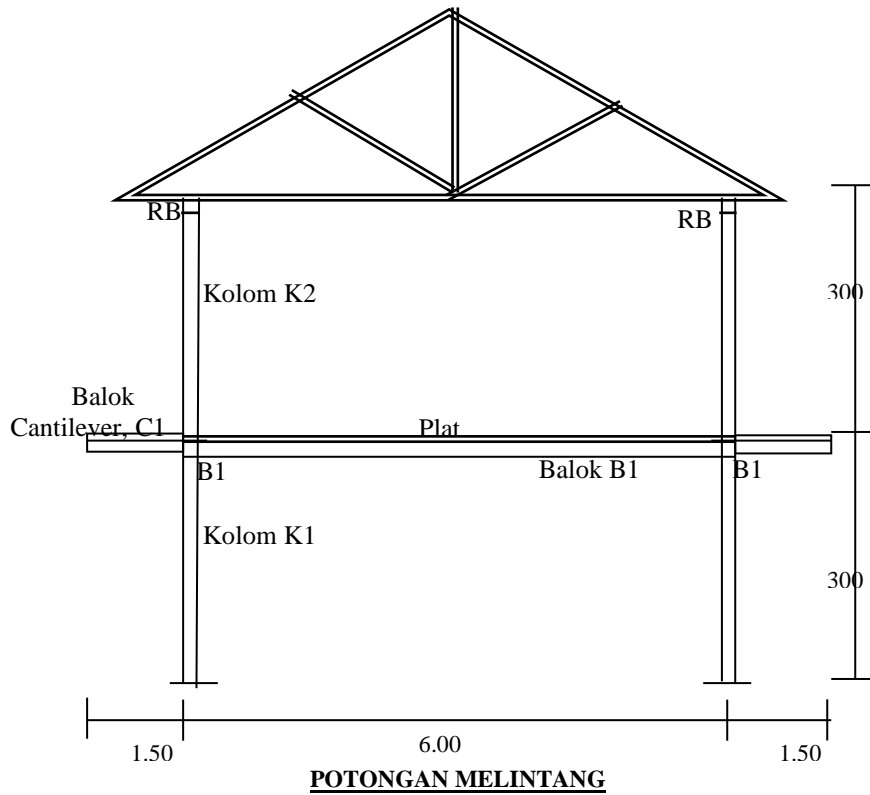 RB
RB
Kolom K2
300
Balok
Cantilever, C1
Plat
B1
Balok B1
B1
Kolom K1
300
1.50
6.00
1.50
POTONGAN MELINTANG